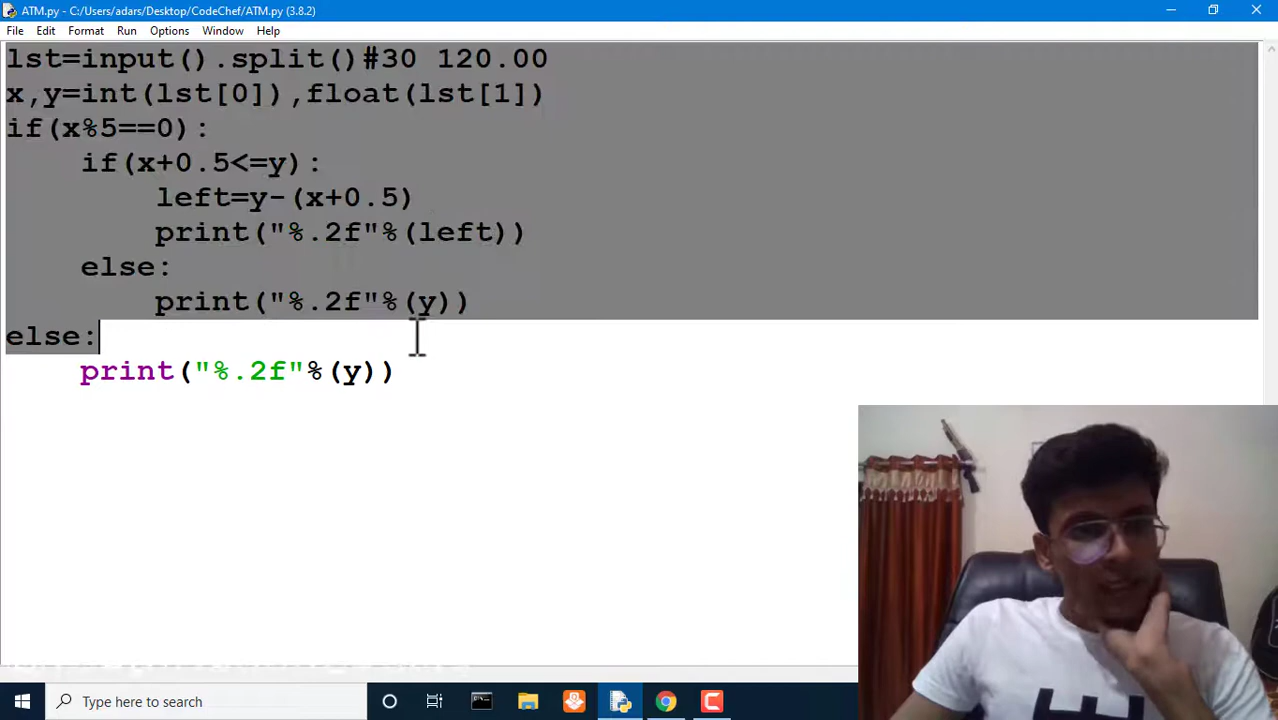 ATM.py - C:/Users/adars/Desktop/CodeChef/ATM.py (3.8.2)
File Edit Format Run Options Window Help
lst=input().split()#30 120.00
x,y=int(lst[0]),float(lst[1])
if(x%5==0):
    if(x+0.5<=y):
        left=y-(x+0.5)
        print("%.2f"%(left))
    else:
        print("%.2f"%(y))
else:
    print("%.2f"%(y))
Type here to search